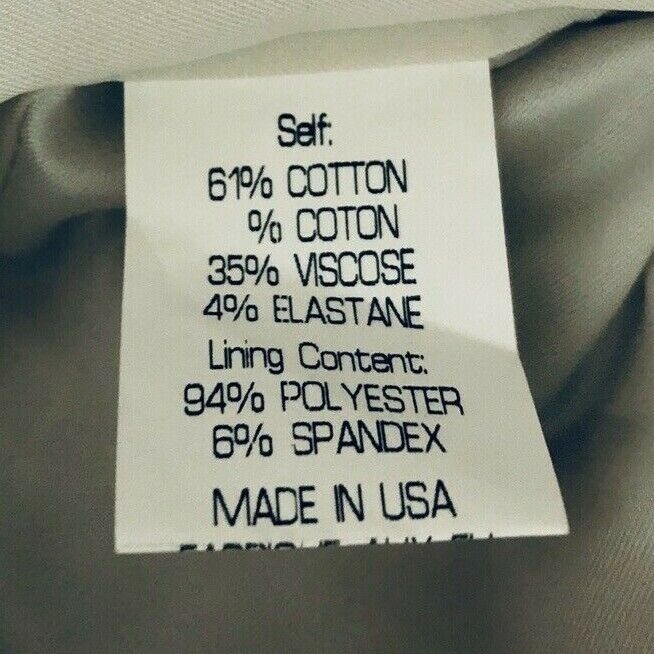 Self:
61% COTTON
% COTON
35% VISCOSE
4% ELASTANE
Lining Content:
94% POLYESTER
6% SPANDEX
MADE IN USA